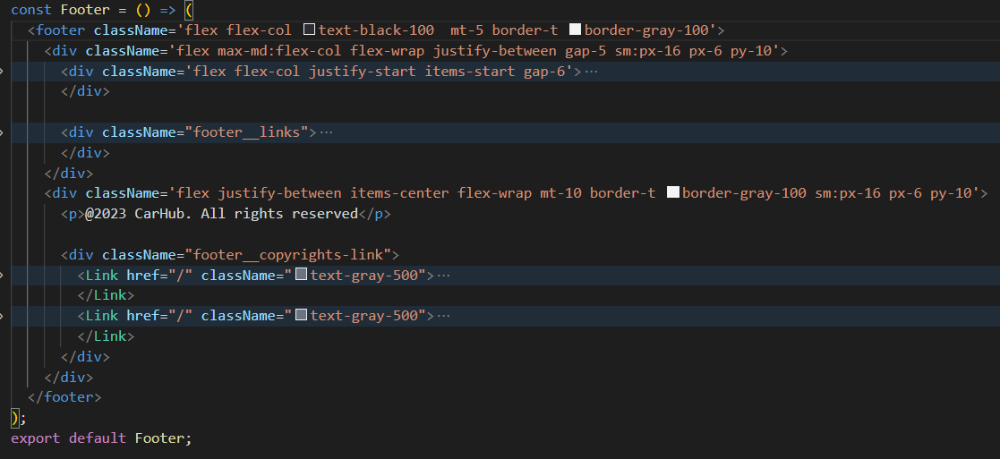 const Footer = () => (
<footer className='flex flex-col text-black-100  mt-5 border-t border-gray-100'>
<div className='flex max-md:flex-col flex-wrap justify-between gap-5 sm:px-16 px-6 py-10'>
<div className='flex flex-col justify-start items-start gap-6'>⋯
</div>
<div className="footer__links">⋯
</div>
</div>
<div className='flex justify-between items-center flex-wrap mt-10 border-t border-gray-100 sm:px-16 px-6 py-10'>
<p>@2023 CarHub. All rights reserved</p>
<div className="footer__copyrights-link">
<Link href="/" className="text-gray-500">⋯
</Link>
<Link href="/" className="text-gray-500">⋯
</Link>
</div>
</div>
</footer>
);
export default Footer;